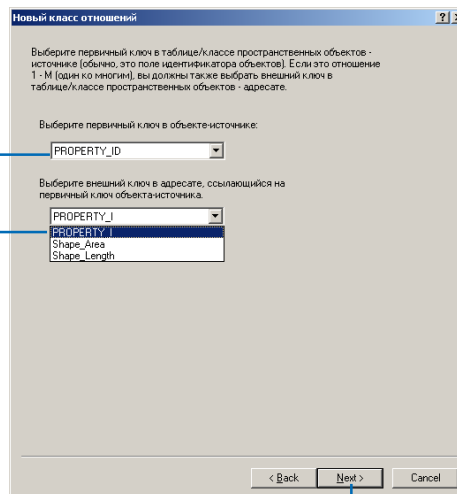 Новый класс отношений
Выберите первичный ключ в таблице/классе пространственных объектов -
источнике (обычно, это поле идентификатора объектов). Если это отношение
1 - М (один ко многим), вы должны также выбрать внешний ключ в
таблице/классе пространственных объектов - адресате.
Выберите первичный ключ в объекте-источнике:
PROPERTY_ID
Выберите внешний ключ в адресате, ссылающийся на
первичный ключ объекта-источника.
PROPERTY_I
PROPERTY_I
Shape_Area
Shape_Length
< Back Next > Cancel